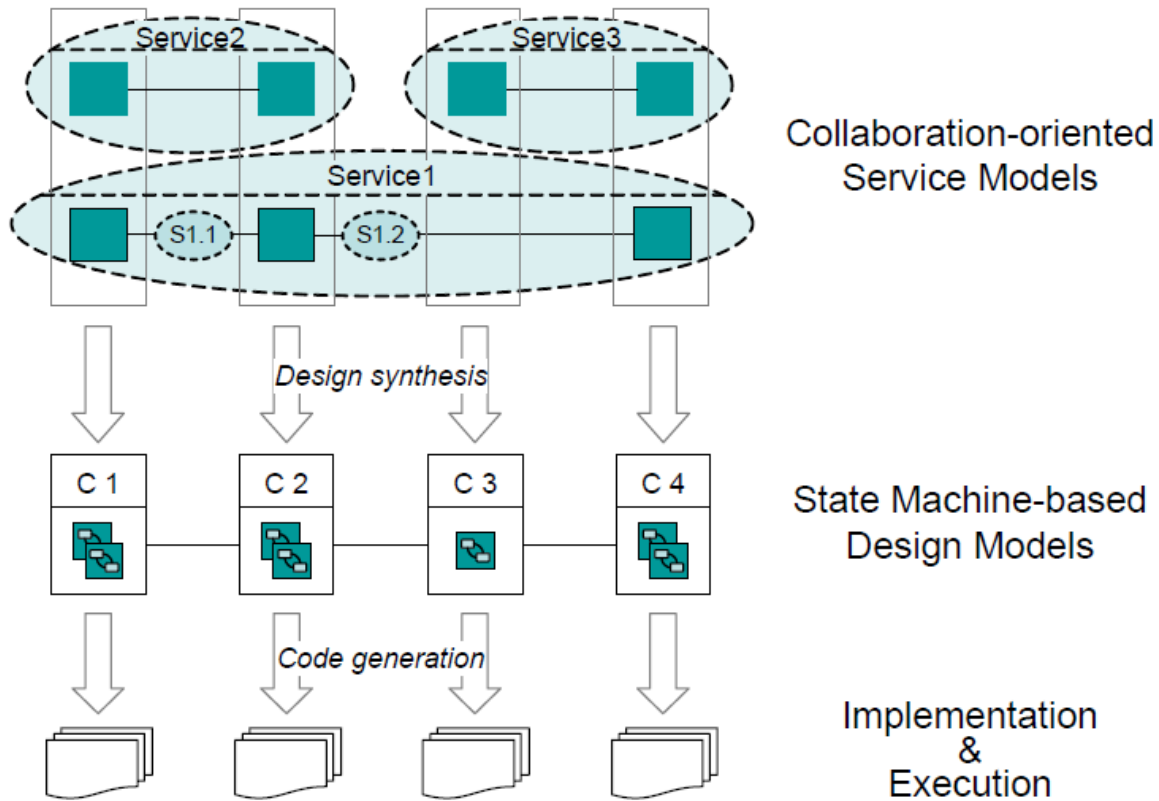 Service2
Service3
Service1
S1.1
S1.2
Collaboration-oriented
Service Models
Design synthesis
C 1
C 2
C 3
C 4
State Machine-based
Design Models
Code generation
Implementation
&
Execution